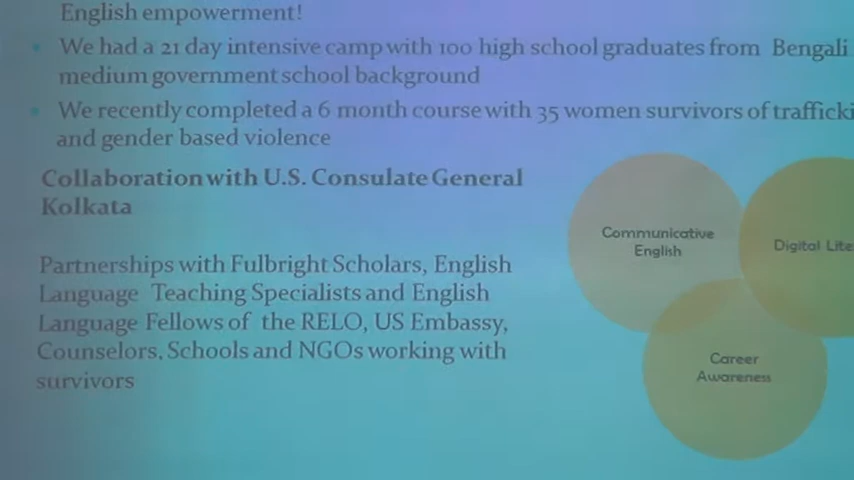 English empowerment!
We had a 21 day intensive camp with 100 high school graduates from Bengali
medium government school background
We recently completed a 6 month course with 35 women survivors of trafficki
and gender based violence
Collaboration with U.S. Consulate General
Kolkata
Partnerships with Fulbright Scholars, English
Language Teaching Specialists and English
Language Fellows of the RELO, US Embassy,
Counselors, Schools and NGOs working with
survivors
Communicative
English
Digital Lite
Career
Awareness